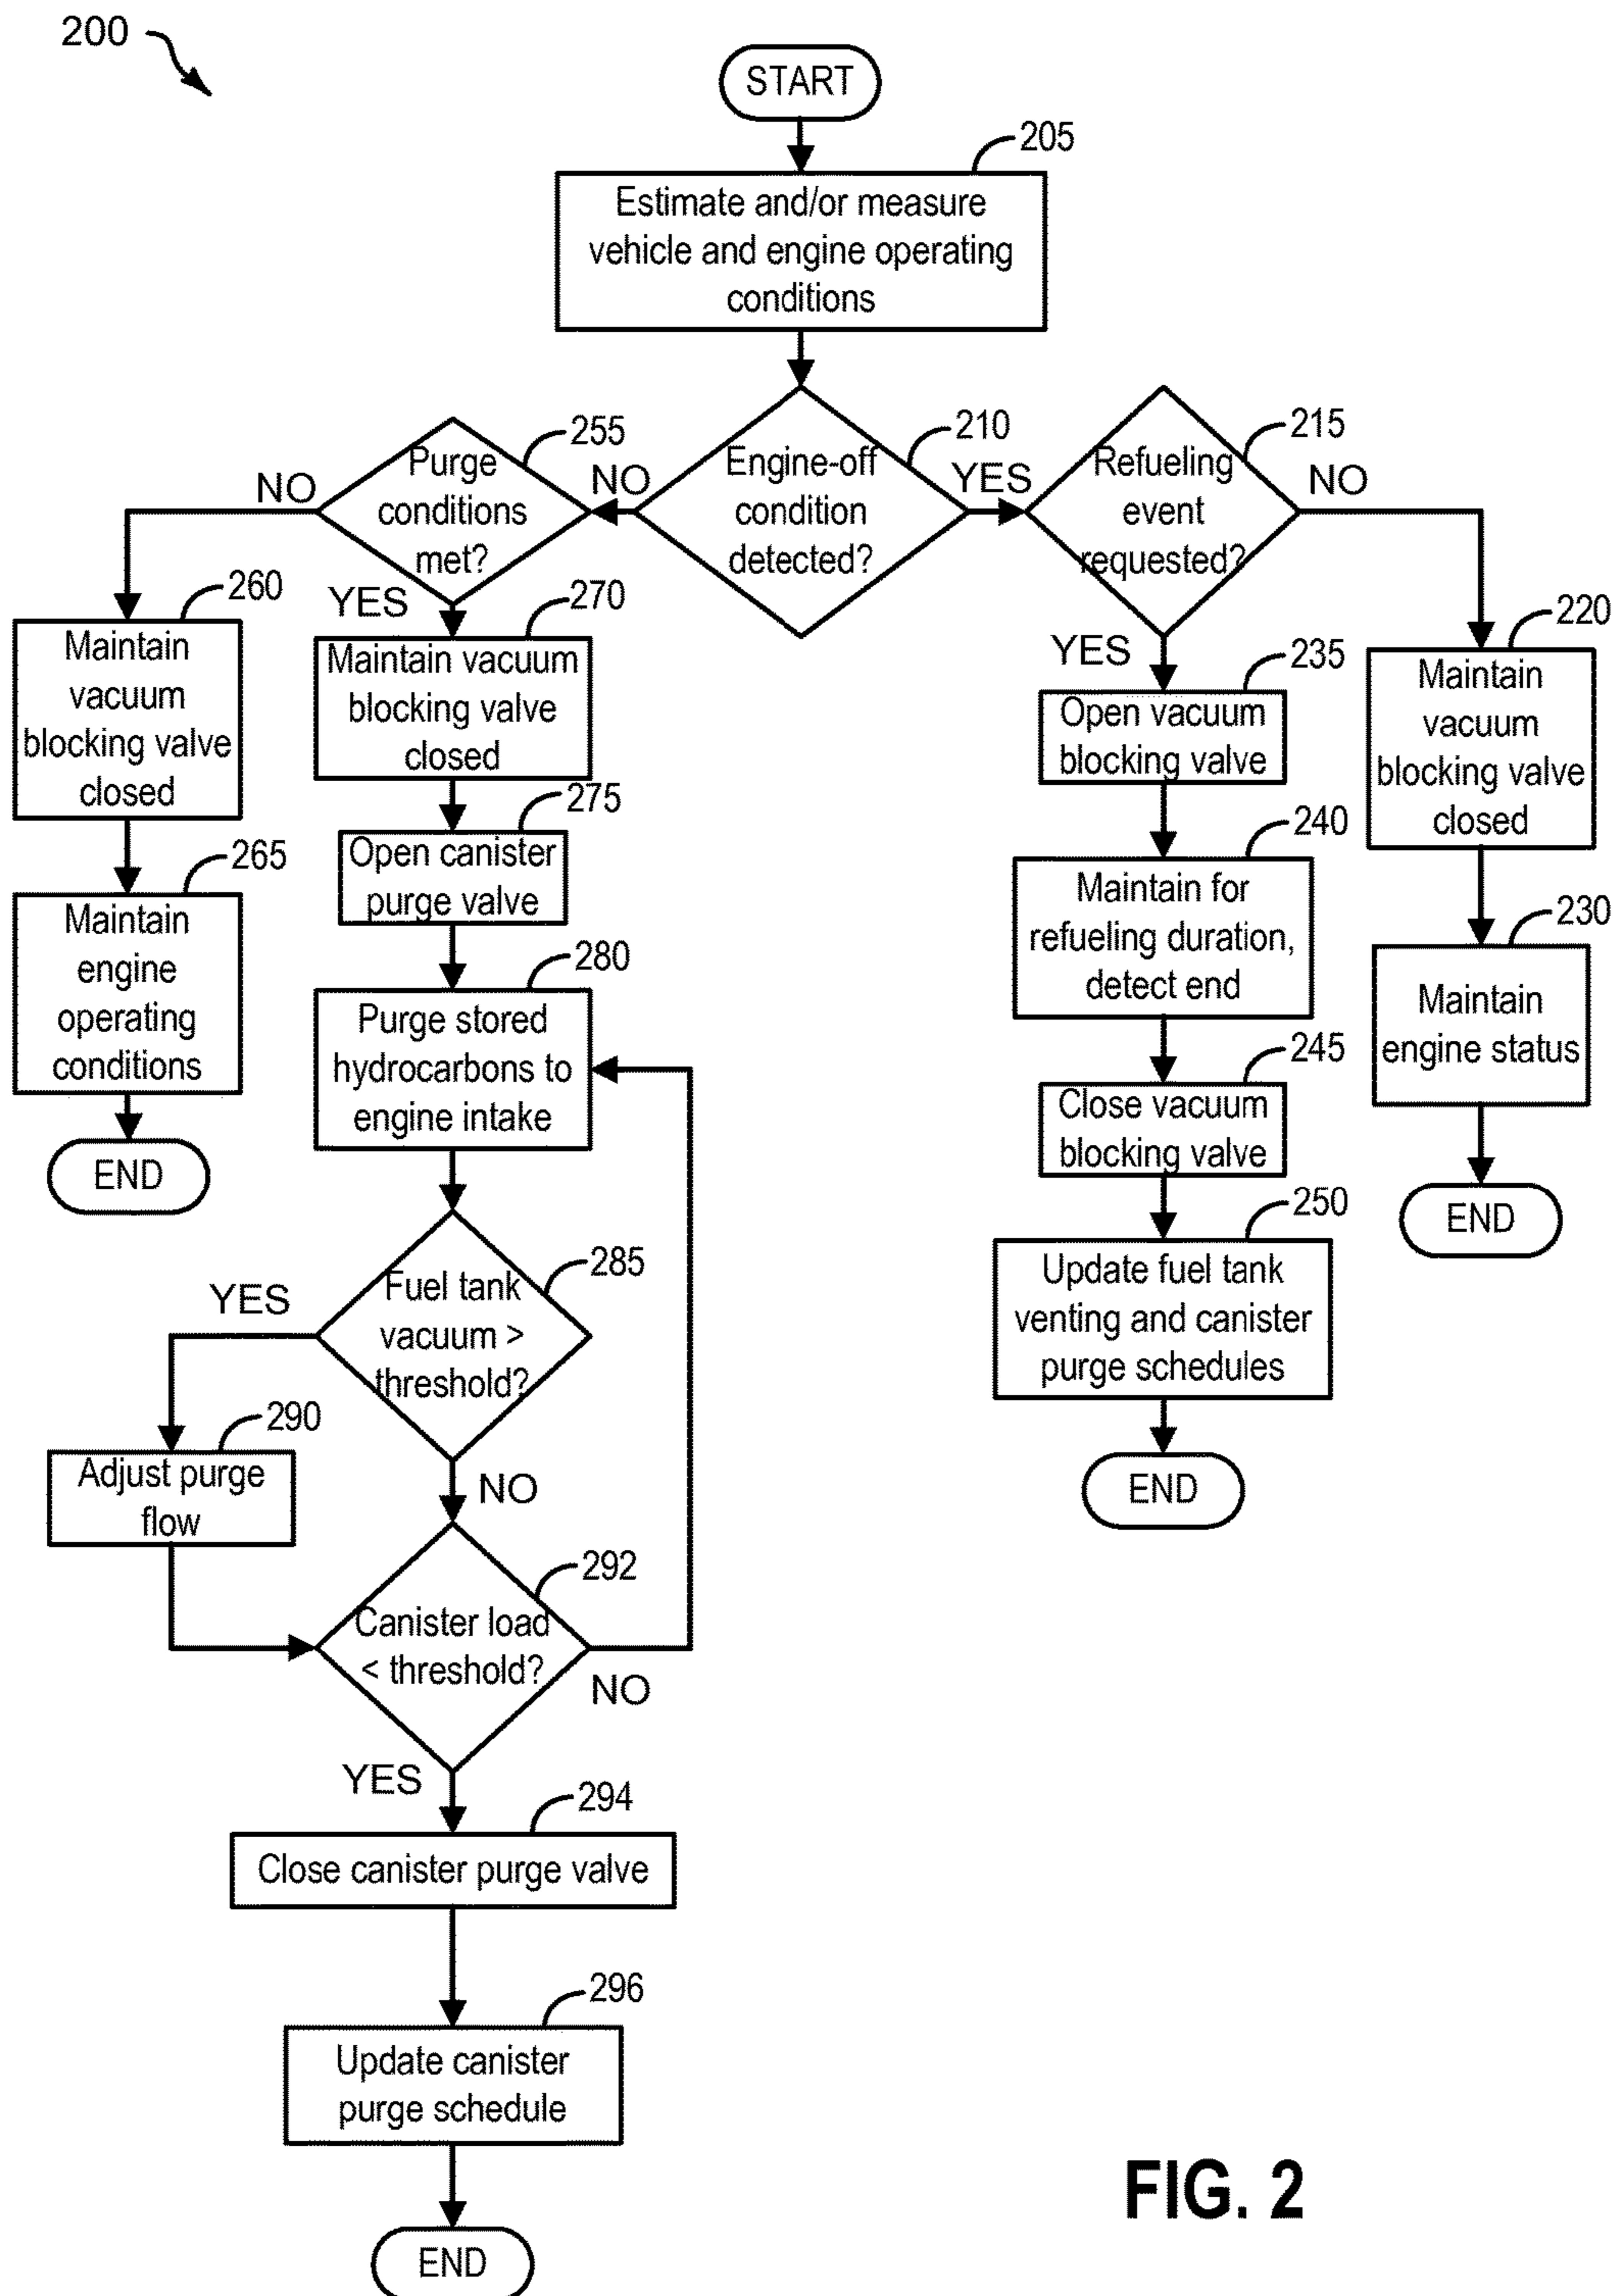 200
START
205
Estimate and/or measure
vehicle and engine operating
conditions
255
Purge
conditions
met?
NO
NO
210
Engine-off
condition
detected?
YES
215
Refueling
event
requested?
NO
YES
260
Maintain
vacuum
blocking valve
closed
265
Maintain
engine
operating
conditions
END
270
Maintain vacuum
blocking valve
closed
275
Open canister
purge valve
280
Purge stored
hydrocarbons to
engine intake
285
Fuel tank
vacuum >
threshold?
YES
290
Adjust purge
flow
NO
292
Canister load
< threshold?
NO
YES
294
Close canister purge valve
296
Update canister
purge schedule
END
YES
235
Open vacuum
blocking valve
240
Maintain for
refueling duration,
detect end
245
Close vacuum
blocking valve
250
Update fuel tank
venting and canister
purge schedules
END
220
Maintain
vacuum
blocking valve
closed
230
Maintain
engine status
END
FIG. 2